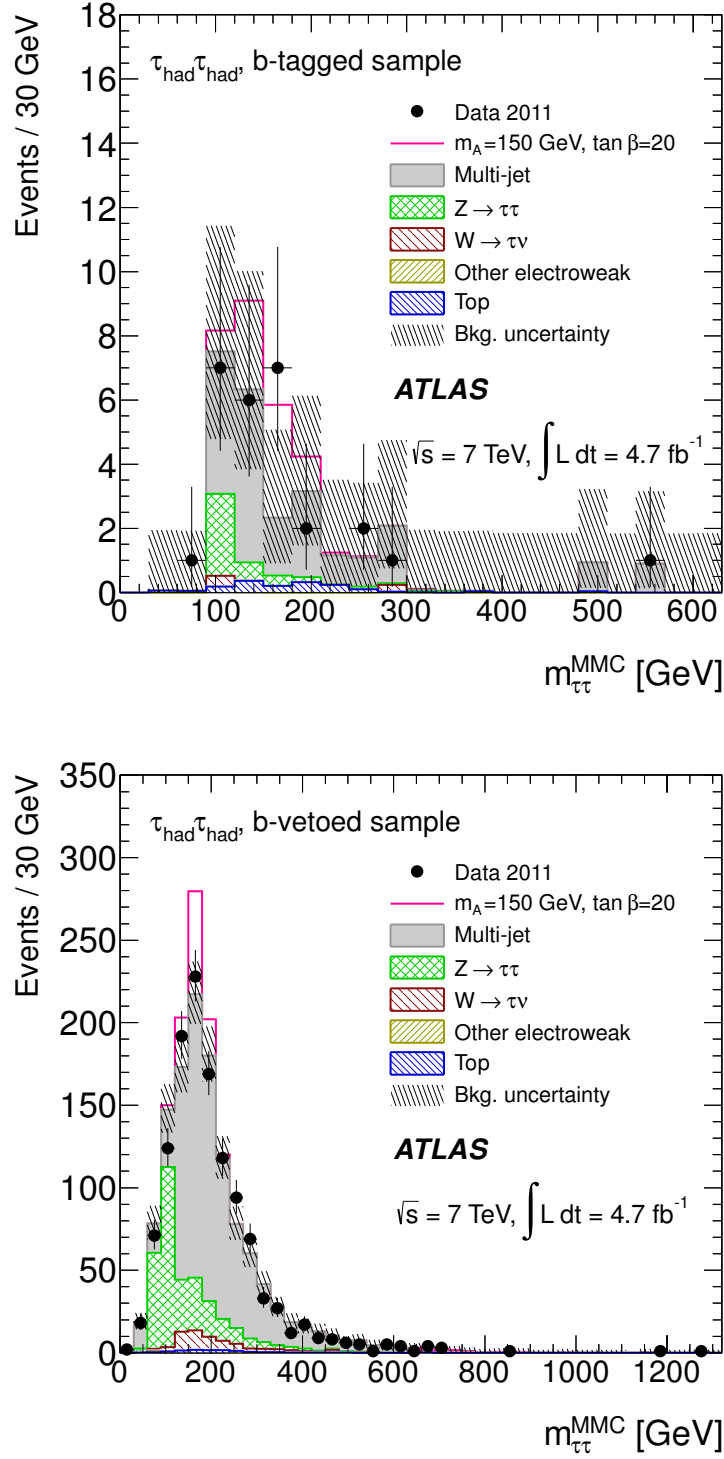 18
16
14
12
10
8
6
4
2
0
Events / 30 GeV
τhadτhad, b-tagged sample
Data 2011
mA=150 GeV, tan β=20
Multi-jet
Z → ττ
W → τν
Other electroweak
Top
Bkg. uncertainty
ATLAS
√s = 7 TeV, ∫ L dt = 4.7 fb⁻¹
0 100 200 300 400 500 600
mττ^MMC [GeV]
350
300
250
200
150
100
50
0
Events / 30 GeV
τhadτhad, b-vetoed sample
Data 2011
mA=150 GeV, tan β=20
Multi-jet
Z → ττ
W → τν
Other electroweak
Top
Bkg. uncertainty
ATLAS
√s = 7 TeV, ∫ L dt = 4.7 fb⁻¹
0 200 400 600 800 1000 1200
mττ^MMC [GeV]